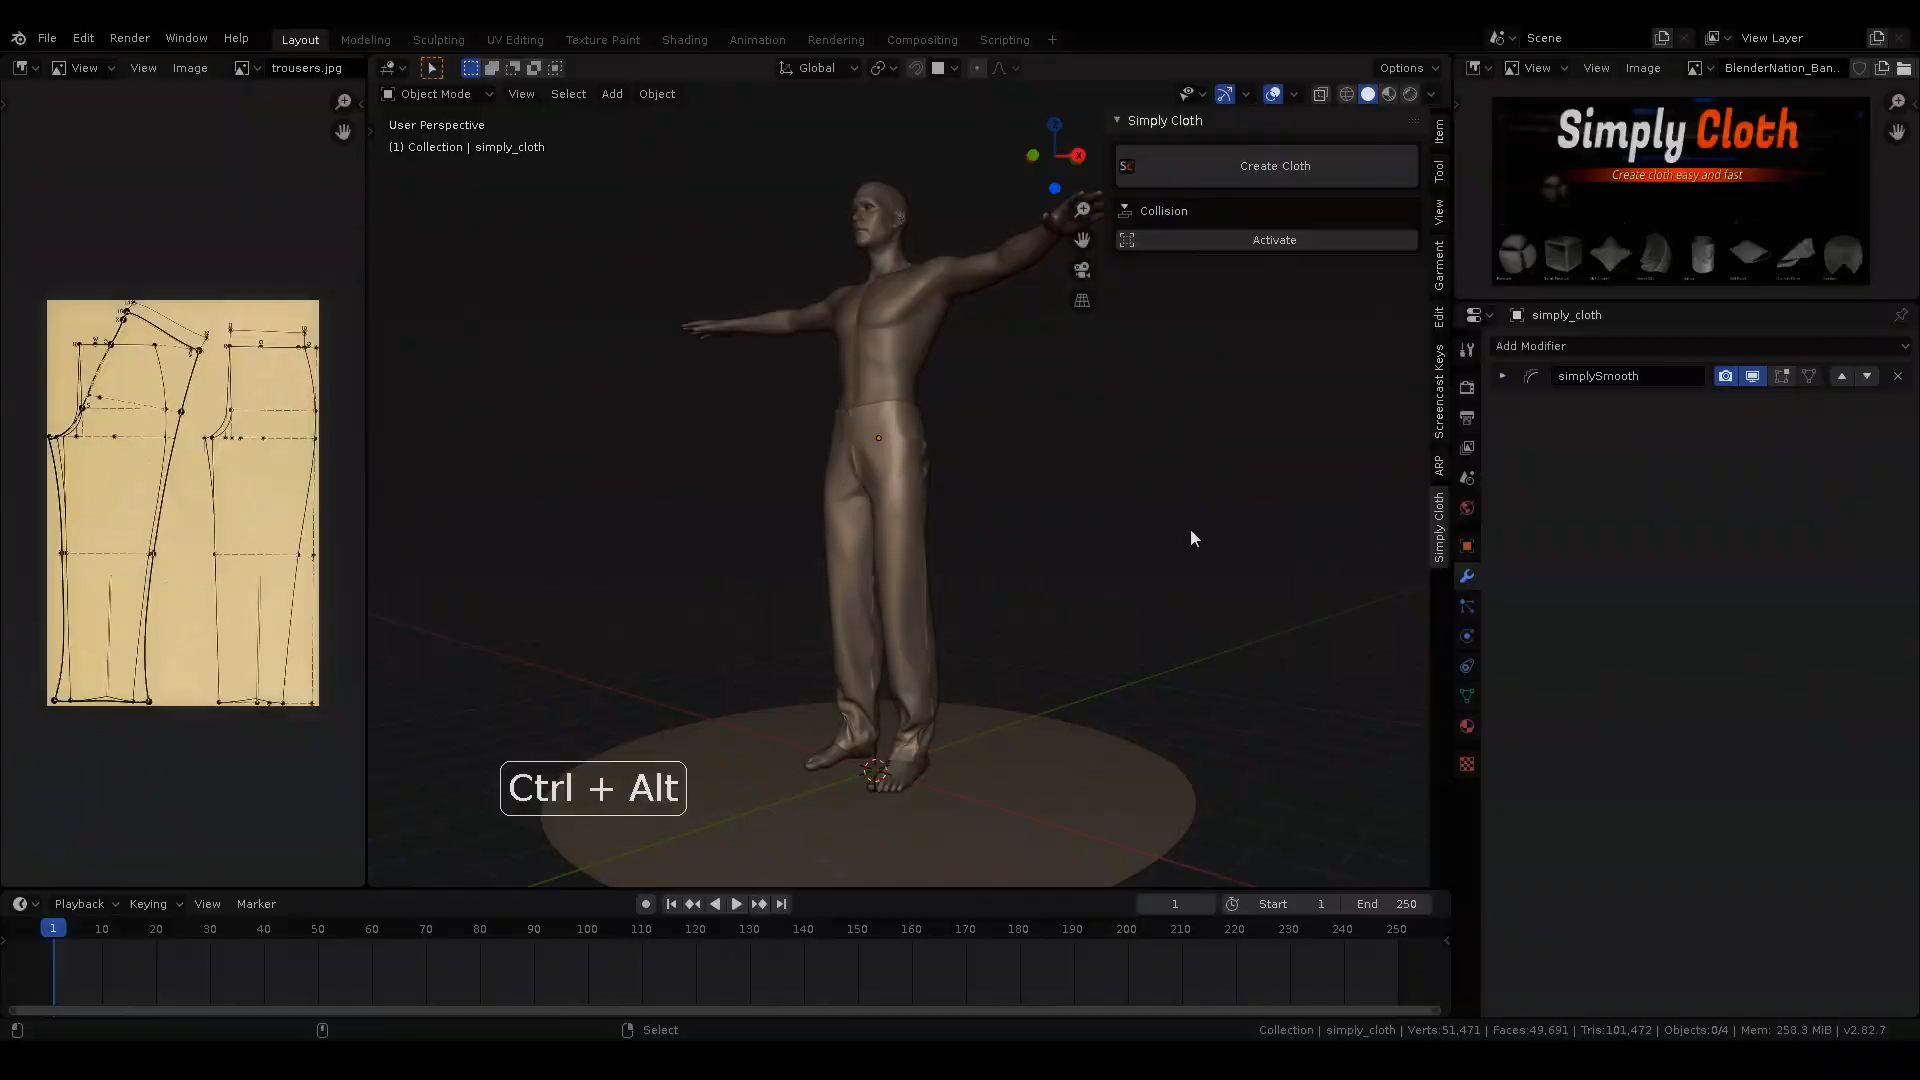 File Edit Render Window Help Layout Modeling Sculpting UV Editing Texture Paint Shading Animation Rendering Compositing Scripting + Scene View Layer
View View Image trousers.jpg Global Options View View Image BlenderNation_Ban..
Object Mode View Select Add Object
User Perspective
(1) Collection | simply_cloth
Simply Cloth
Create Cloth
Collision
Activate
Item
Tool
View
Garment
Edit
Screencast Keys
ARP
Simply Cloth
Simply Cloth
Create cloth easy and fast
simply_cloth
Add Modifier
simplySmooth
Ctrl + Alt
Playback Keying View Marker 1 Start 1 End 250
1 10 20 30 40 50 60 70 80 90 100 110 120 130 140 150 160 170 180 190 200 210 220 230 240 250
Select Collection | simply_cloth | Verts:51,471 | Faces:49,691 | Tris:101,472 | Objects:0/4 | Mem: 258.3 MiB | v2.82.7